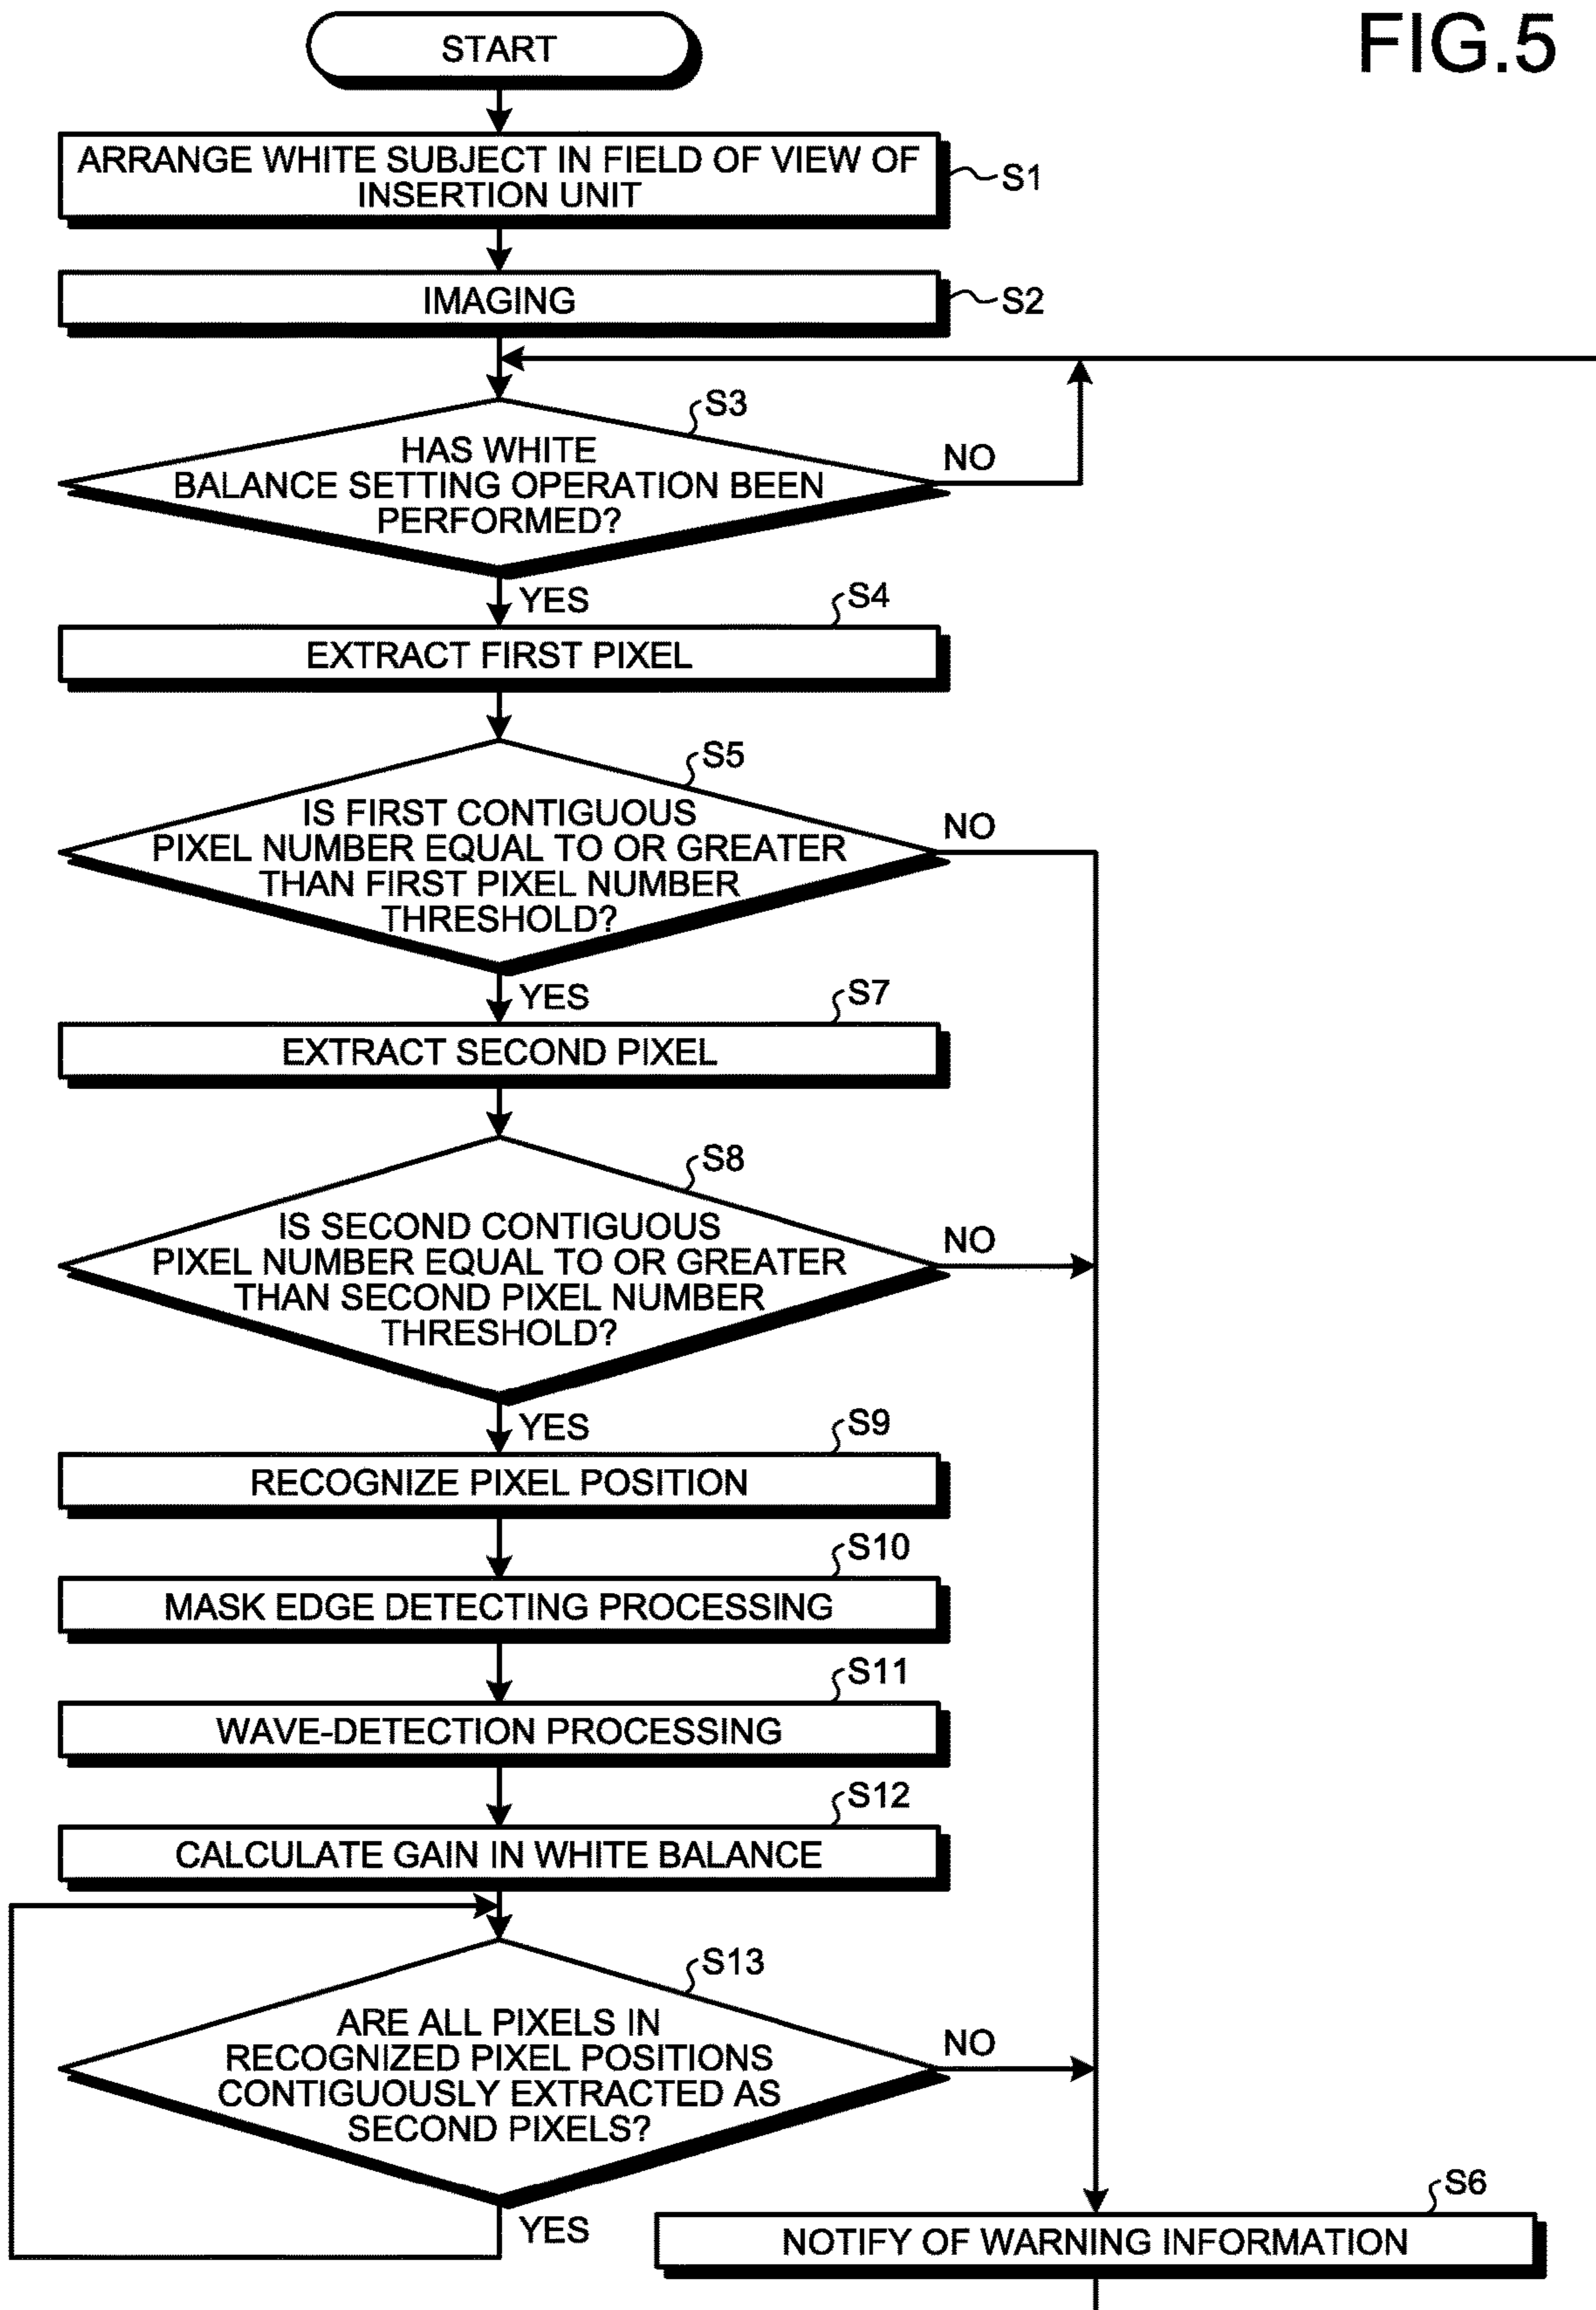 FIG.5
START
ARRANGE WHITE SUBJECT IN FIELD OF VIEW OF
INSERTION UNIT
S1
IMAGING
S2
S3
HAS WHITE
BALANCE SETTING OPERATION BEEN
PERFORMED?
NO
YES
S4
EXTRACT FIRST PIXEL
S5
IS FIRST CONTIGUOUS
PIXEL NUMBER EQUAL TO OR GREATER
THAN FIRST PIXEL NUMBER
THRESHOLD?
NO
YES
S7
EXTRACT SECOND PIXEL
S8
IS SECOND CONTIGUOUS
PIXEL NUMBER EQUAL TO OR GREATER
THAN SECOND PIXEL NUMBER
THRESHOLD?
NO
YES
S9
RECOGNIZE PIXEL POSITION
S10
MASK EDGE DETECTING PROCESSING
S11
WAVE-DETECTION PROCESSING
S12
CALCULATE GAIN IN WHITE BALANCE
S13
ARE ALL PIXELS IN
RECOGNIZED PIXEL POSITIONS
CONTIGUOUSLY EXTRACTED AS
SECOND PIXELS?
NO
YES
S6
NOTIFY OF WARNING INFORMATION